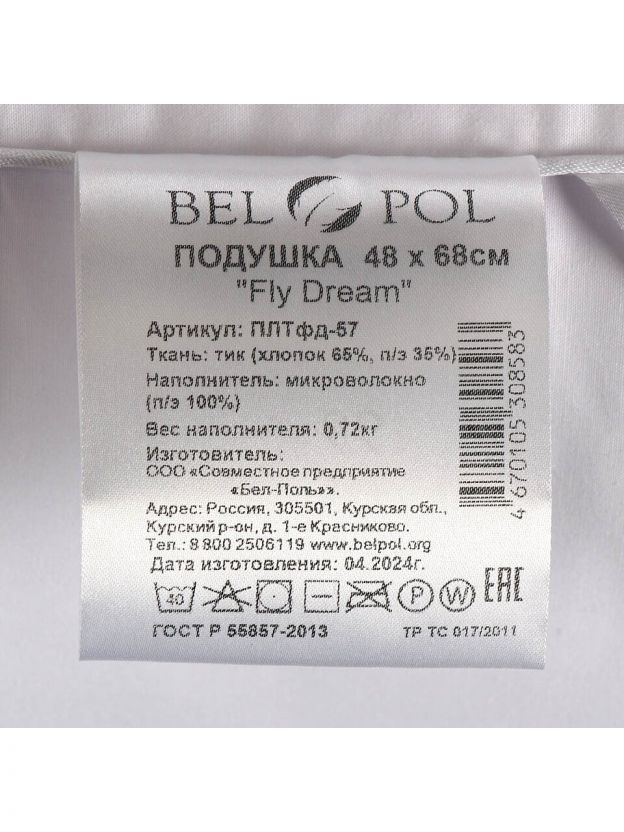 BEL POL
ПОДУШКА 48 х 68см
"Fly Dream"
Артикул: ПЛТфд-57
Ткань: тик (хлопок 65%, п/э 35%)
Наполнитель: микроволокно
(п/э 100%)
Вес наполнителя: 0,72кг
Изготовитель:
ООО «Совместное предприятие
«Бел-Поль»».
Адрес: Россия, 305501, Курская обл.,
Курский р-он, д. 1-е Красниково.
Тел.: 8 800 2506119 www.belpol.org
Дата изготовления: 04.2024г.
40 P W EAC
ГОСТ Р 55857-2013 ТР ТС 017/2011
4 670105 308583